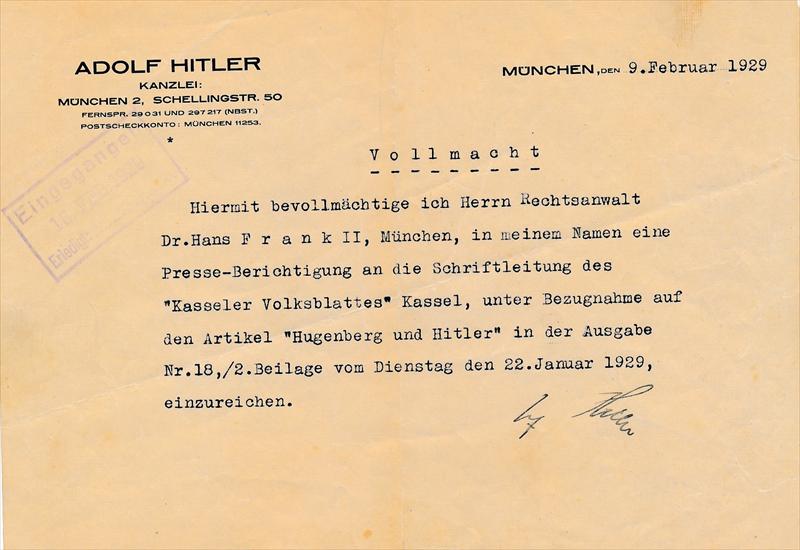 ADOLF HITLER
KANZLEI:
MÜNCHEN 2, SCHELLINGSTR. 50
FERNSPR. 29031 UND 297217 (NBST.)
POSTSCHECKKONTO: MÜNCHEN 11253.
*
MÜNCHEN, DEN 9.Februar 1929
Eingegangen
Erledigt
Vollmacht
Hiermit bevollmächtige ich Herrn Rechtsanwalt
Dr.Hans Frank II, München, in meinem Namen eine
Presse-Berichtigung an die Schriftleitung des
"Kasseler Volksblattes" Kassel, unter Bezugnahme auf
den Artikel "Hugenberg und Hitler" in der Ausgabe
Nr.18,/2.Beilage vom Dienstag den 22.Januar 1929,
einzureichen.